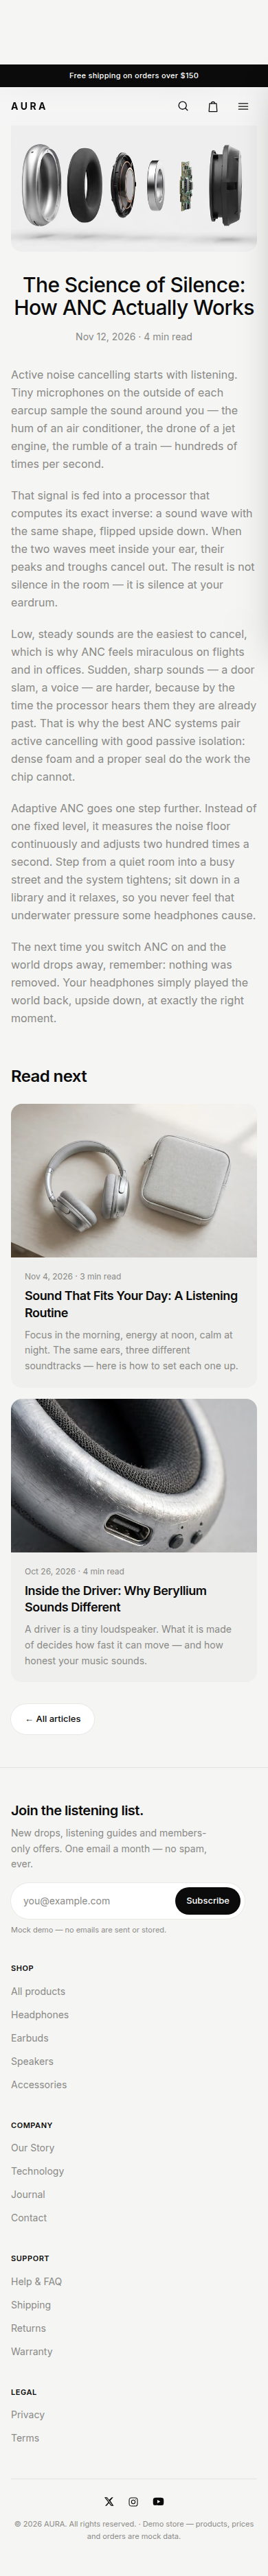 Free shipping on orders over $150
AURA
The Science of Silence:
How ANC Actually Works
Nov 12, 2026 · 4 min read
Active noise cancelling starts with listening.
Tiny microphones on the outside of each
earcup sample the sound around you — the
hum of an air conditioner, the drone of a jet
engine, the rumble of a train — hundreds of
times per second.
That signal is fed into a processor that
computes its exact inverse: a sound wave with
the same shape, flipped upside down. When
the two waves meet inside your ear, their
peaks and troughs cancel out. The result is not
silence in the room — it is silence at your
eardrum.
Low, steady sounds are the easiest to cancel,
which is why ANC feels miraculous on flights
and in offices. Sudden, sharp sounds — a door
slam, a voice — are harder, because by the
time the processor hears them they are already
past. That is why the best ANC systems pair
active cancelling with good passive isolation:
dense foam and a proper seal do the work the
chip cannot.
Adaptive ANC goes one step further. Instead of
one fixed level, it measures the noise floor
continuously and adjusts two hundred times a
second. Step from a quiet room into a busy
street and the system tightens; sit down in a
library and it relaxes, so you never feel that
underwater pressure some headphones cause.
The next time you switch ANC on and the
world drops away, remember: nothing was
removed. Your headphones simply played the
world back, upside down, at exactly the right
moment.
Read next
Nov 4, 2026 · 3 min read
Sound That Fits Your Day: A Listening
Routine
Focus in the morning, energy at noon, calm at
night. The same ears, three different
soundtracks — here is how to set each one up.
Oct 26, 2026 · 4 min read
Inside the Driver: Why Beryllium
Sounds Different
A driver is a tiny loudspeaker. What it is made
of decides how fast it can move — and how
honest your music sounds.
← All articles
Join the listening list.
New drops, listening guides and members-
only offers. One email a month — no spam,
ever.
you@example.com
Subscribe
Mock demo — no emails are sent or stored.
SHOP
All products
Headphones
Earbuds
Speakers
Accessories
COMPANY
Our Story
Technology
Journal
Contact
SUPPORT
Help & FAQ
Shipping
Returns
Warranty
LEGAL
Privacy
Terms
© 2026 AURA. All rights reserved. · Demo store — products, prices
and orders are mock data.